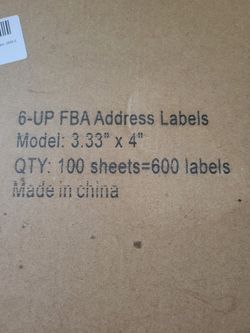 6-UP FBA Address Labels
Model: 3.33" x 4"
QTY: 100 sheets=600 labels
Made in china